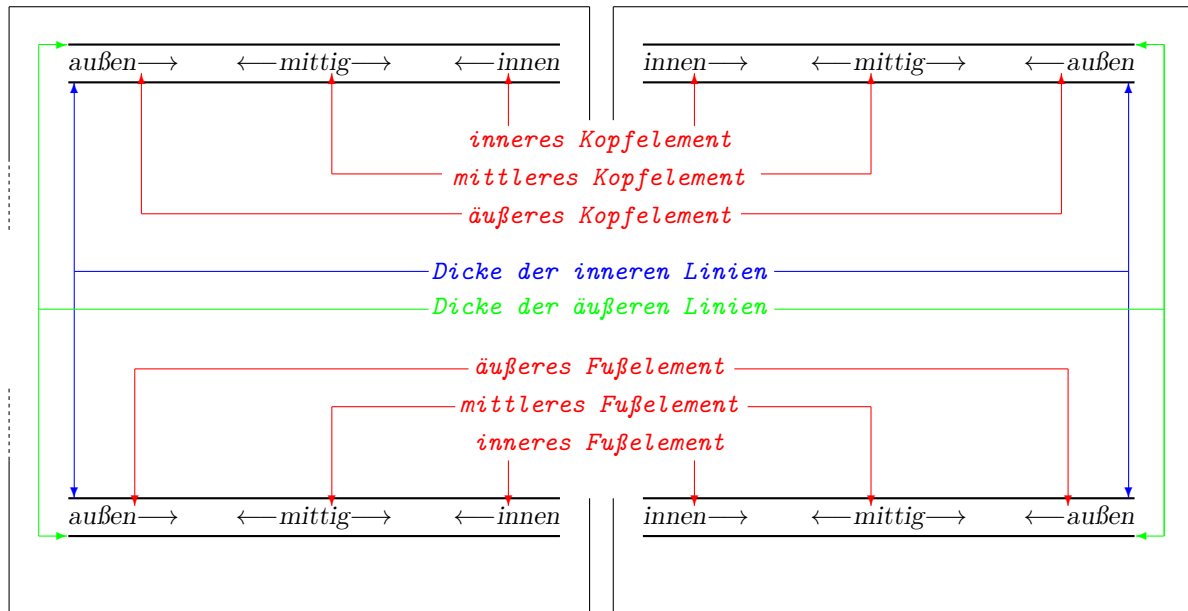 außen→ ←mittig→ ←innen innen→ ←mittig→ ←außen
inneres Kopfelement
mittleres Kopfelement
äußeres Kopfelement
Dicke der inneren Linien
Dicke der äußeren Linien
äußeres Fußelement
mittleres Fußelement
inneres Fußelement
außen→ ←mittig→ ←innen innen→ ←mittig→ ←außen